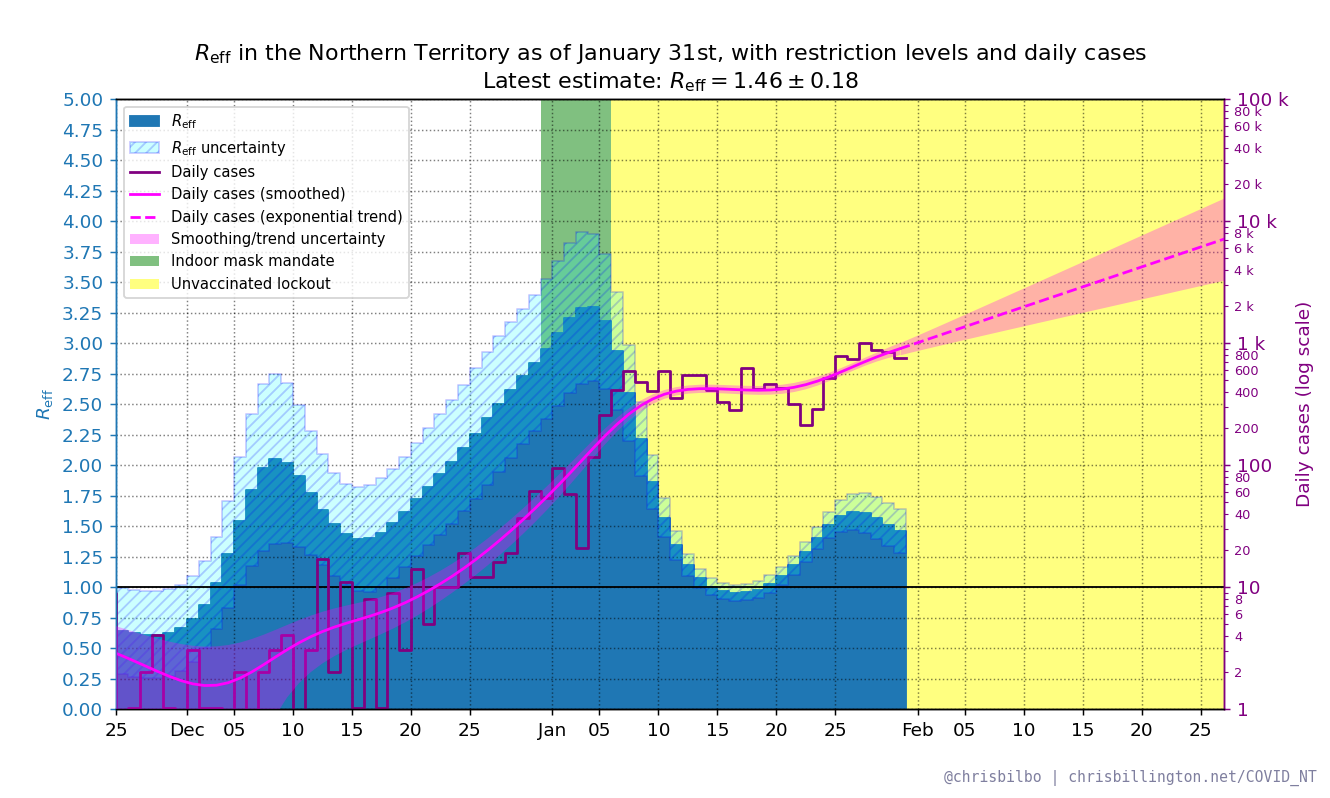 R_eff in the Northern Territory as of January 31st, with restriction levels and daily cases
Latest estimate: R_eff = 1.46 ± 0.18
R_eff
R_eff uncertainty
Daily cases
Daily cases (smoothed)
Daily cases (exponential trend)
Smoothing/trend uncertainty
Indoor mask mandate
Unvaccinated lockout
R_eff
5.00
4.75
4.50
4.25
4.00
3.75
3.50
3.25
3.00
2.75
2.50
2.25
2.00
1.75
1.50
1.25
1.00
0.75
0.50
0.25
0.00
25 Dec 05 10 15 20 25 Jan 05 10 15 20 25 Feb 05 10 15 20 25
100 k
80 k
60 k
40 k
20 k
10 k
8 k
6 k
4 k
2 k
1 k
800
600
400
200
100
80
60
40
20
10
8
6
4
2
1
Daily cases (log scale)
@chrisbilbo | chrisbillington.net/COVID_NT